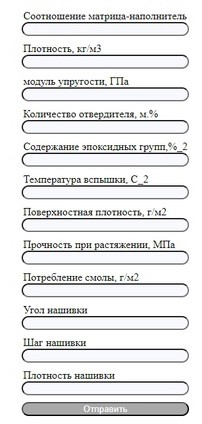 Соотношение матрица-наполнитель
Плотность, кг/м3
модуль упругости, ГПа
Количество отвердителя, м.%
Содержание эпоксидных групп,%_2
Температура вспышки, С_2
Поверхностная плотность, г/м2
Прочность при растяжении, МПа
Потребление смолы, г/м2
Угол нашивки
Шаг нашивки
Плотность нашивки
Отправить